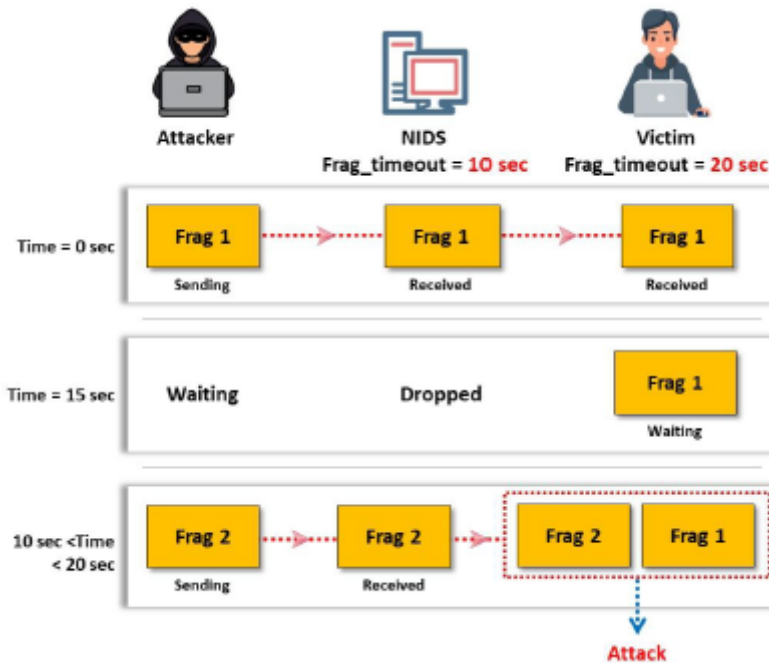 Attacker
NIDS
Victim
Frag_timeout = 10 sec
Frag_timeout = 20 sec
Time = 0 sec
Frag 1
Frag 1
Frag 1
Sending
Received
Received
Time = 15 sec
Waiting
Dropped
Frag 1
Waiting
10 sec <Time
< 20 sec
Frag 2
Frag 2
Frag 2
Frag 1
Sending
Received
Attack